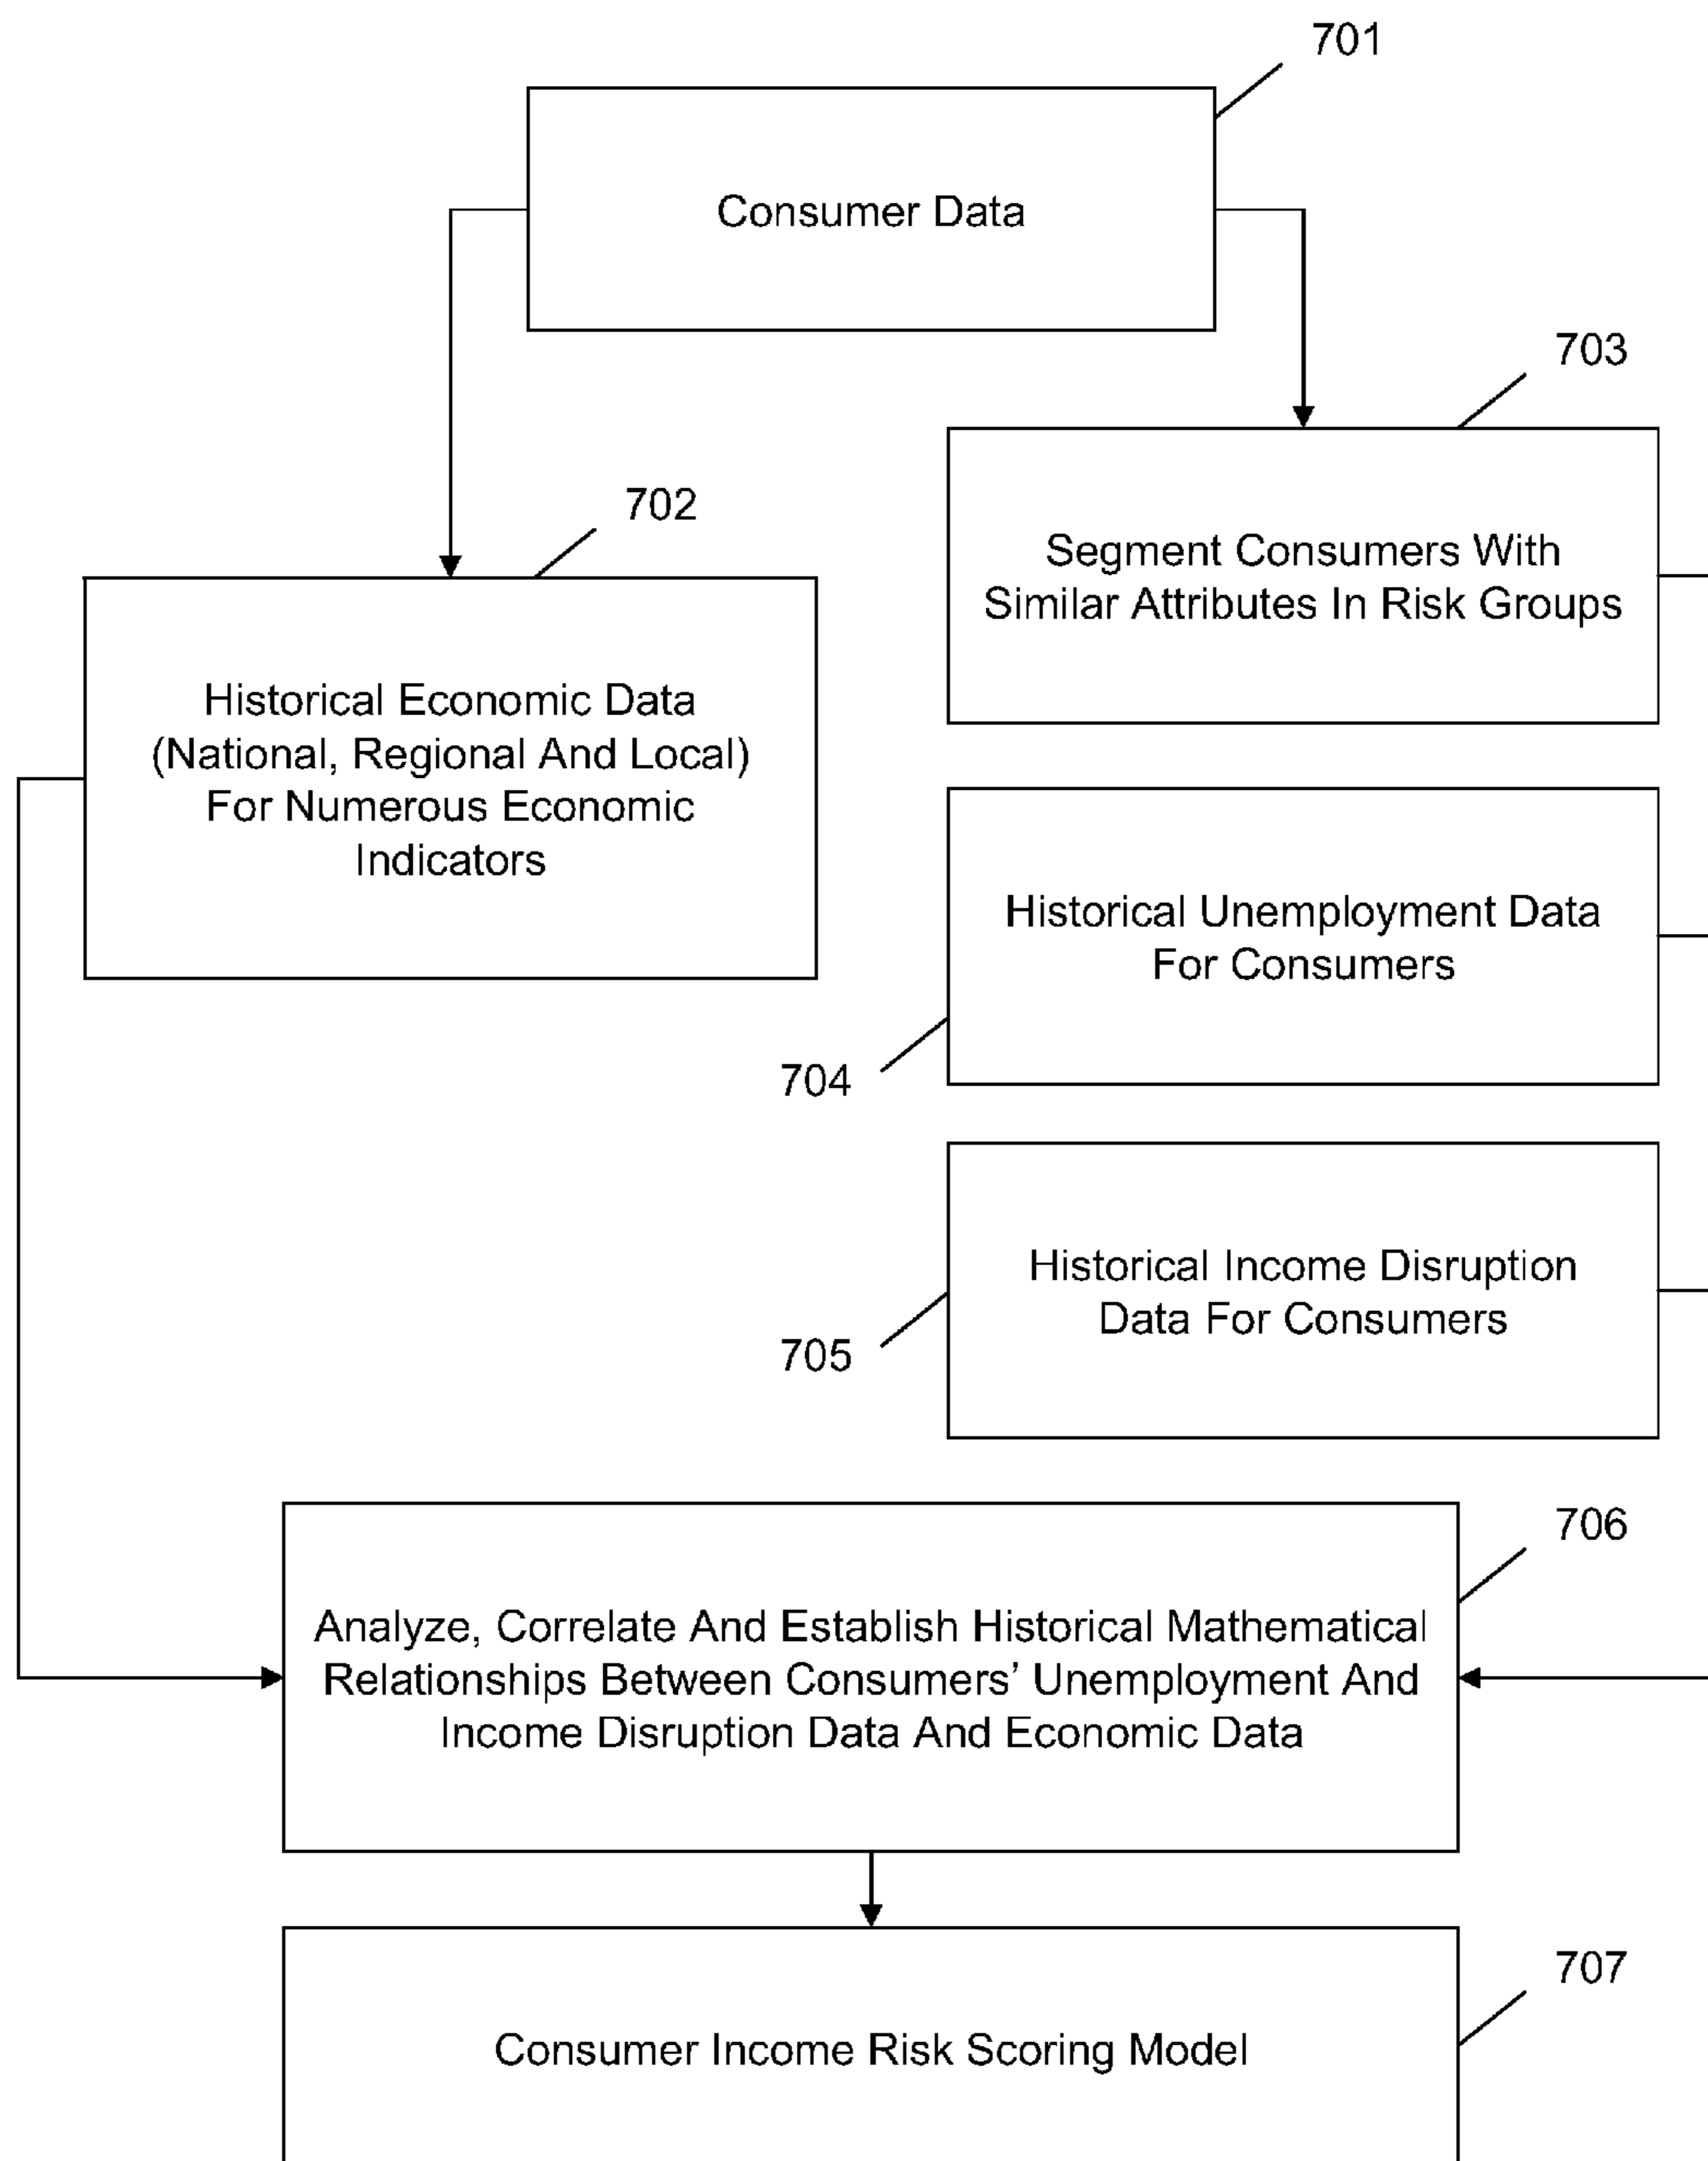 701
Consumer Data
703
Segment Consumers With
Similar Attributes In Risk Groups
702
Historical Economic Data
(National, Regional And Local)
For Numerous Economic
Indicators
Historical Unemployment Data
For Consumers
704
Historical Income Disruption
Data For Consumers
705
706
Analyze, Correlate And Establish Historical Mathematical
Relationships Between Consumers’ Unemployment And
Income Disruption Data And Economic Data
707
Consumer Income Risk Scoring Model